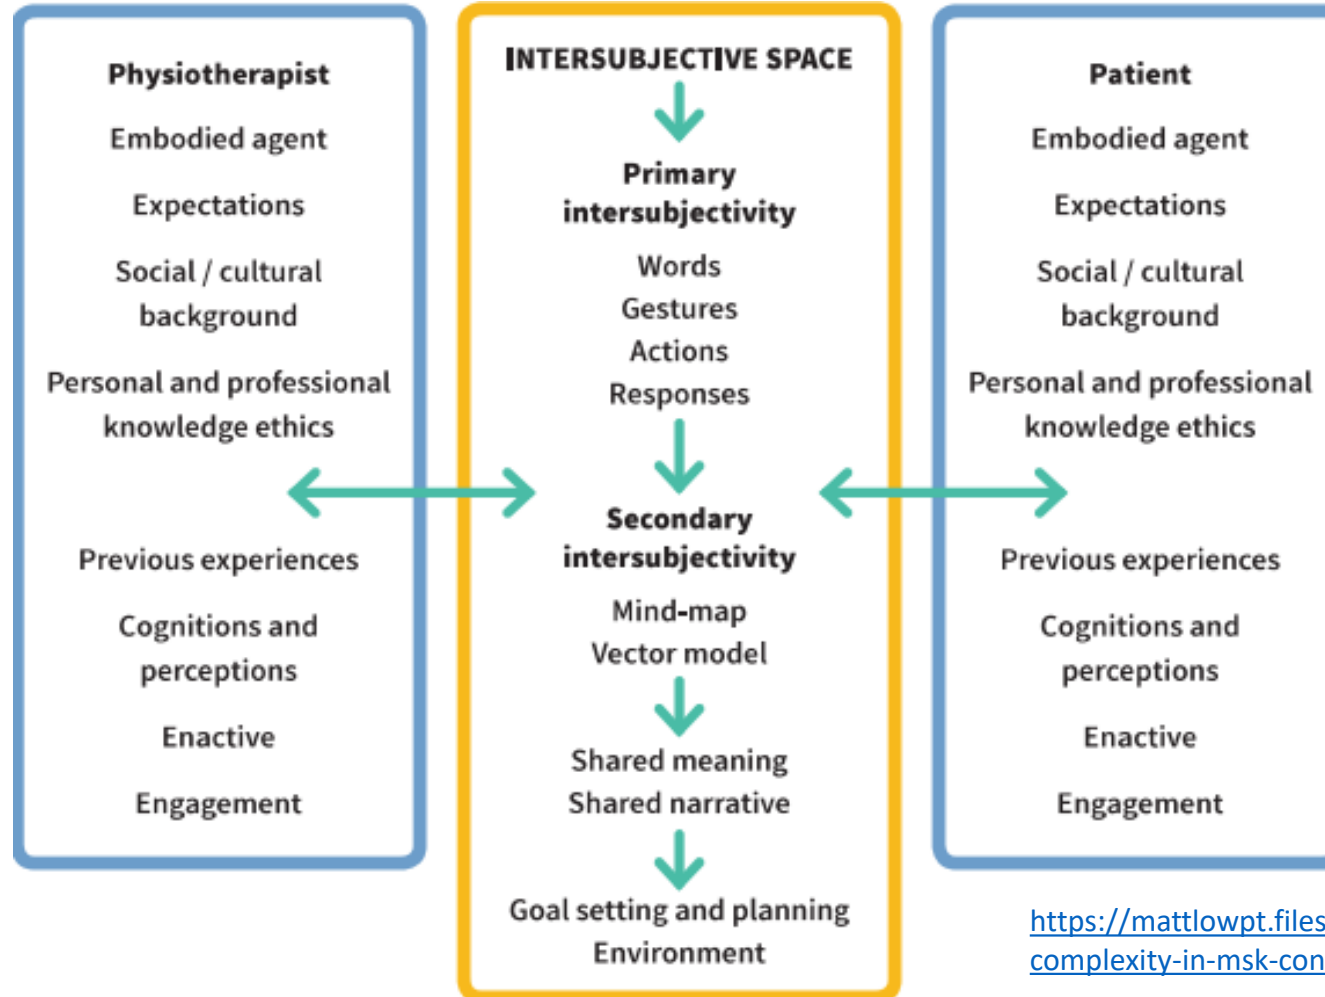 Physiotherapist
Embodied agent
Expectations
Social / cultural
background
Personal and professional
knowledge ethics
Previous experiences
Cognitions and
perceptions
Enactive
Engagement
INTERSUBJECTIVE SPACE
Primary
intersubjectivity
Words
Gestures
Actions
Responses
Secondary
intersubjectivity
Mind-map
Vector model
Shared meaning
Shared narrative
Goal setting and planning
Environment
Patient
Embodied agent
Expectations
Social / cultural
background
Personal and professional
knowledge ethics
Previous experiences
Cognitions and
perceptions
Enactive
Engagement
https://mattlowpt.files
complexity-in-msk-con